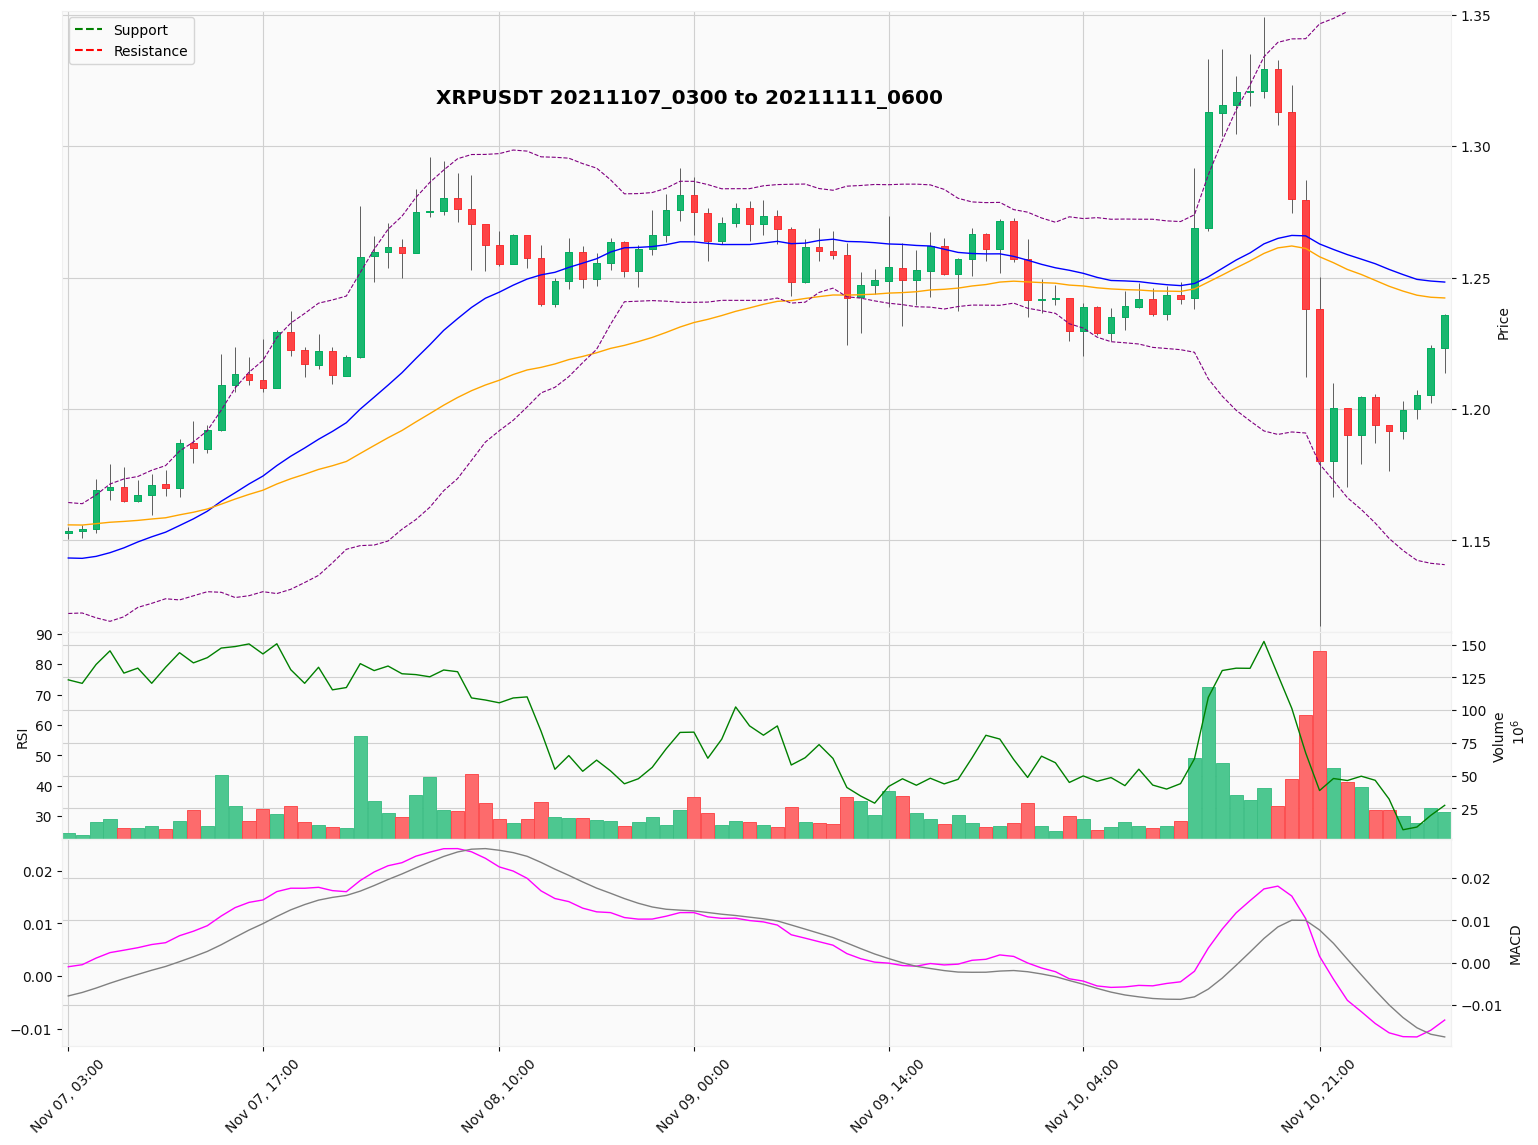 Support
Resistance
XRPUSDT 20211107_0300 to 20211111_0600
1.35
1.30
1.25
1.20
1.15
Price
90
80
70
60
50
40
30
RSI
150
125
100
75
50
25
Volume
10^6
0.02
0.01
0.00
−0.01
0.02
0.01
0.00
−0.01
MACD
Nov 07, 03:00
Nov 07, 17:00
Nov 08, 10:00
Nov 09, 00:00
Nov 09, 14:00
Nov 10, 04:00
Nov 10, 21:00